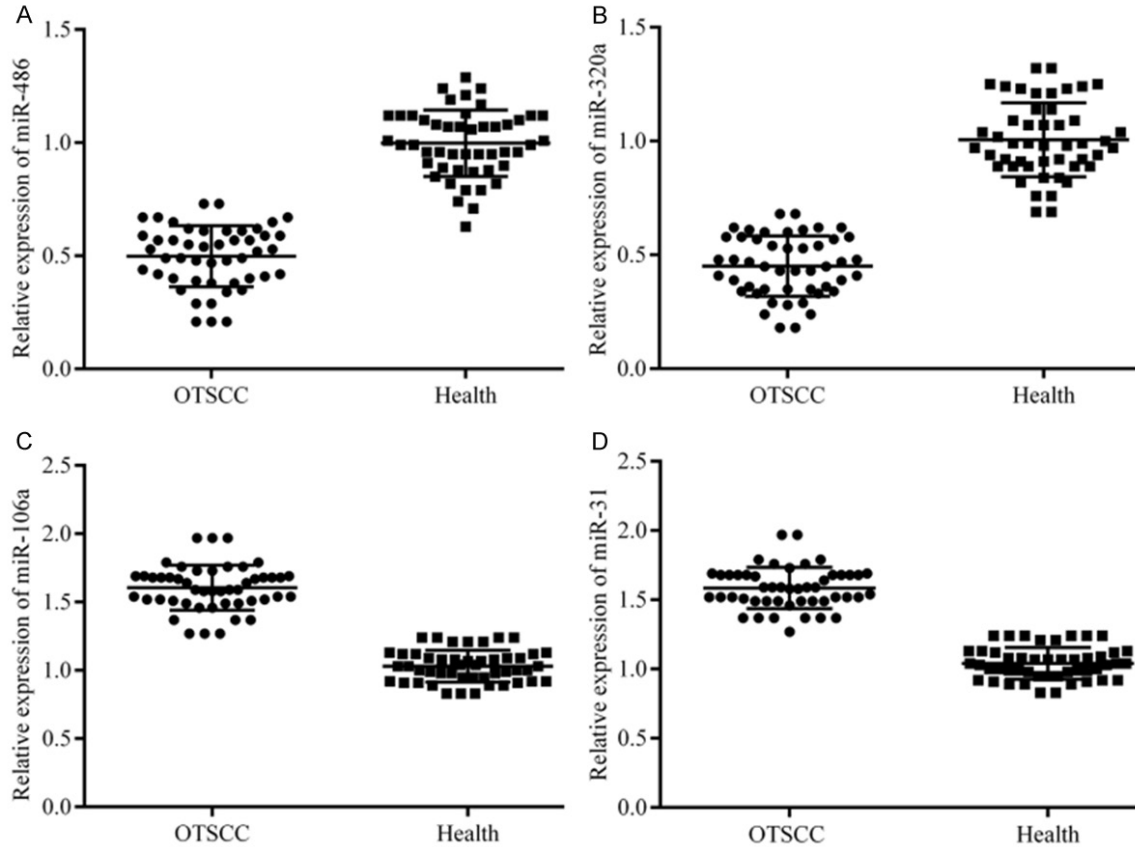 A
Relative expression of miR-486
1.5
1.0
0.5
0.0
OTSCC
Health
B
Relative expression of miR-320a
1.5
1.0
0.5
0.0
OTSCC
Health
C
Relative expression of miR-106a
2.5
2.0
1.5
1.0
0.5
0.0
OTSCC
Health
D
Relative expression of miR-31
2.5
2.0
1.5
1.0
0.5
0.0
OTSCC
Health